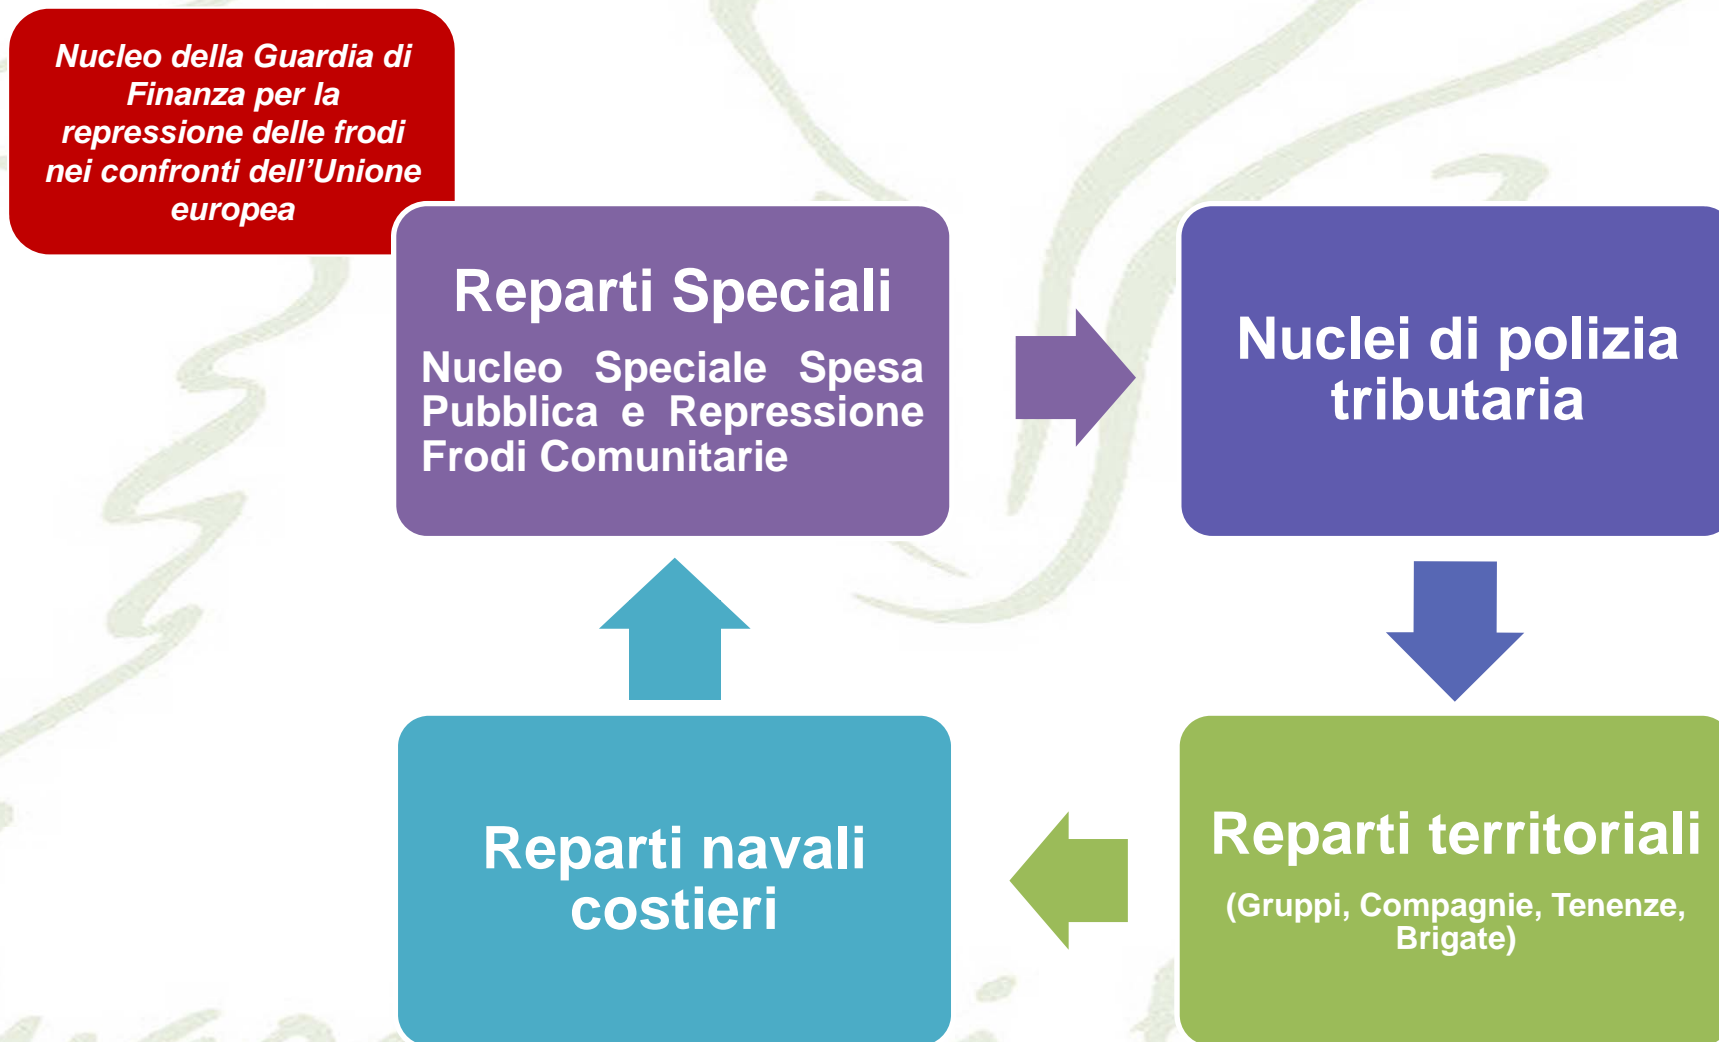 Nucleo della Guardia di
Finanza per la
repressione delle frodi
nei confronti dell’Unione
europea
Reparti Speciali
Nucleo Speciale Spesa
Pubblica e Repressione
Frodi Comunitarie
Nuclei di polizia
tributaria
Reparti navali
costieri
Reparti territoriali
(Gruppi, Compagnie, Tenenze,
Brigate)